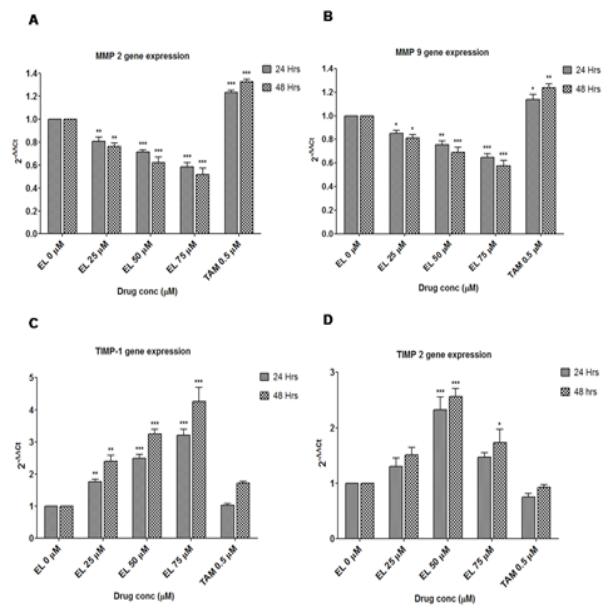 A
MMP 2 gene expression
24 Hrs
48 Hrs
2^-ΔΔCt
1.4
1.2
1.0
0.8
0.6
0.4
0.2
0.0
*** ***
** **
*** ***
*** ***
EL 0 µM
EL 25 µM
EL 50 µM
EL 75 µM
TAM 0.5 µM
Drug conc (µM)
B
MMP 9 gene expression
24 Hrs
48 Hrs
2^-ΔΔCt
1.4
1.2
1.0
0.8
0.6
0.4
0.2
0.0
* **
* *
** ***
*** ***
EL 0 µM
EL 25 µM
EL 50 µM
EL 75 µM
TAM 0.5 µM
Drug conc (µM)
C
TIMP-1 gene expression
24 Hrs
48 Hrs
2^-ΔΔCt
5
4
3
2
1
0
** **
*** ***
*** ***
EL 0 µM
EL 25 µM
EL 50 µM
EL 75 µM
TAM 0.5 µM
Drug conc (µM)
D
TIMP 2 gene expression
24 Hrs
48 hrs
2^-ΔΔCt
3
2
1
0
*** ***
*
EL 0 µM
EL 25 µM
EL 50 µM
EL 75 µM
TAM 0.5 µM
Drug conc (µM)